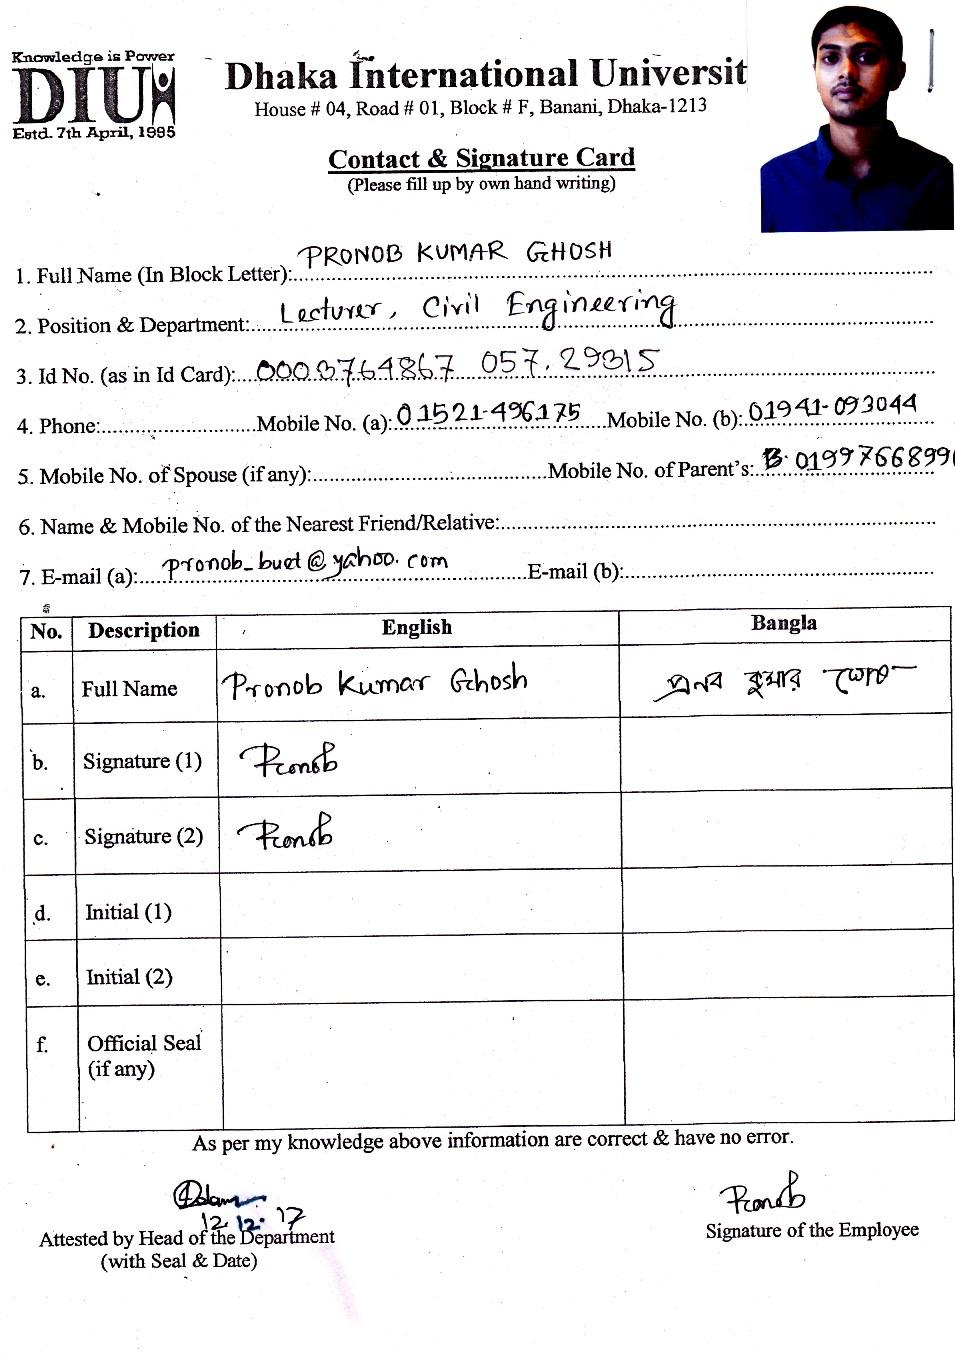 Knowledge is Power
DIU
Estd. 7th April, 1995
Dhaka International Universit
House # 04, Road # 01, Block # F, Banani, Dhaka-1213
Contact & Signature Card
(Please fill up by own hand writing)
1. Full Name (In Block Letter): PRONOB KUMAR GHOSH
2. Position & Department: Lecturer, Civil Engineering
3. Id No. (as in Id Card): 0003764867 057.29315
4. Phone: Mobile No. (a): 01521-496175 Mobile No. (b): 01941-093044
5. Mobile No. of Spouse (if any): Mobile No. of Parent's: 0199766899
6. Name & Mobile No. of the Nearest Friend/Relative:
7. E-mail (a): pronob_buet@yahoo.com E-mail (b):
No. Description English Bangla
a. Full Name Pronob Kumar Ghosh প্রনব কুমার ঘোষ
b. Signature (1) Pronob
c. Signature (2) Pronob
d. Initial (1)
e. Initial (2)
f. Official Seal
(if any)
As per my knowledge above information are correct & have no error.
12.12.17 Pronob
Attested by Head of the Department Signature of the Employee
(with Seal & Date)